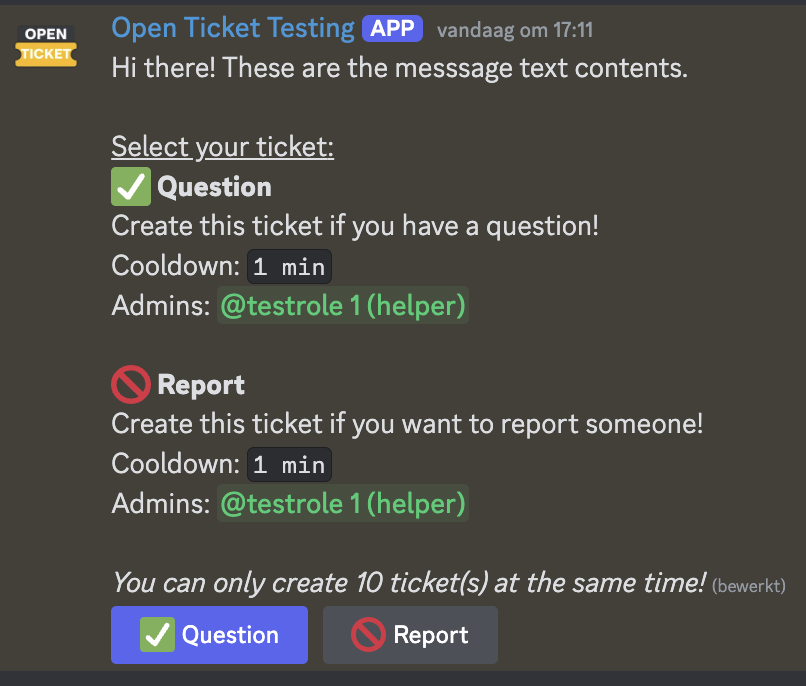 OPEN
TICKET
Open Ticket Testing APP vandaag om 17:11
Hi there! These are the messsage text contents.
Select your ticket:
✅ Question
Create this ticket if you have a question!
Cooldown: 1 min
Admins: @testrole 1 (helper)
🚫 Report
Create this ticket if you want to report someone!
Cooldown: 1 min
Admins: @testrole 1 (helper)
You can only create 10 ticket(s) at the same time! (bewerkt)
✅ Question 🚫 Report